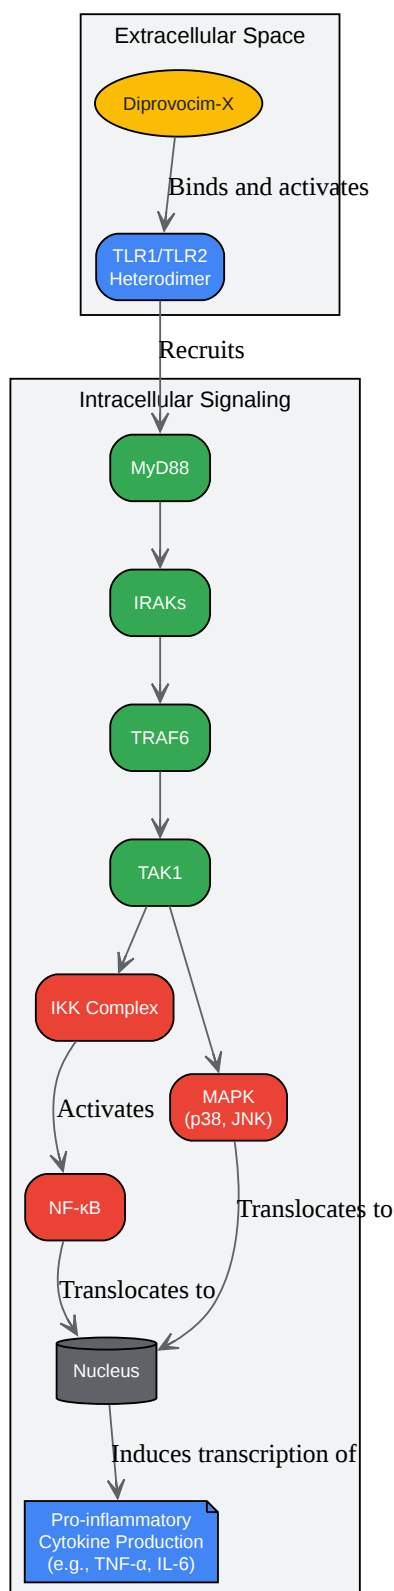 Extracellular Space
Diprovocim-X
Binds and activates
TLR1/TLR2
Heterodimer
Recruits
Intracellular Signaling
MyD88
IRAKs
TRAF6
TAK1
IKK Complex
MAPK
(p38, JNK)
Activates
NF-κB
Translocates to
Translocates to
Nucleus
Induces transcription of
Pro-inflammatory
Cytokine Production
(e.g., TNF-α, IL-6)